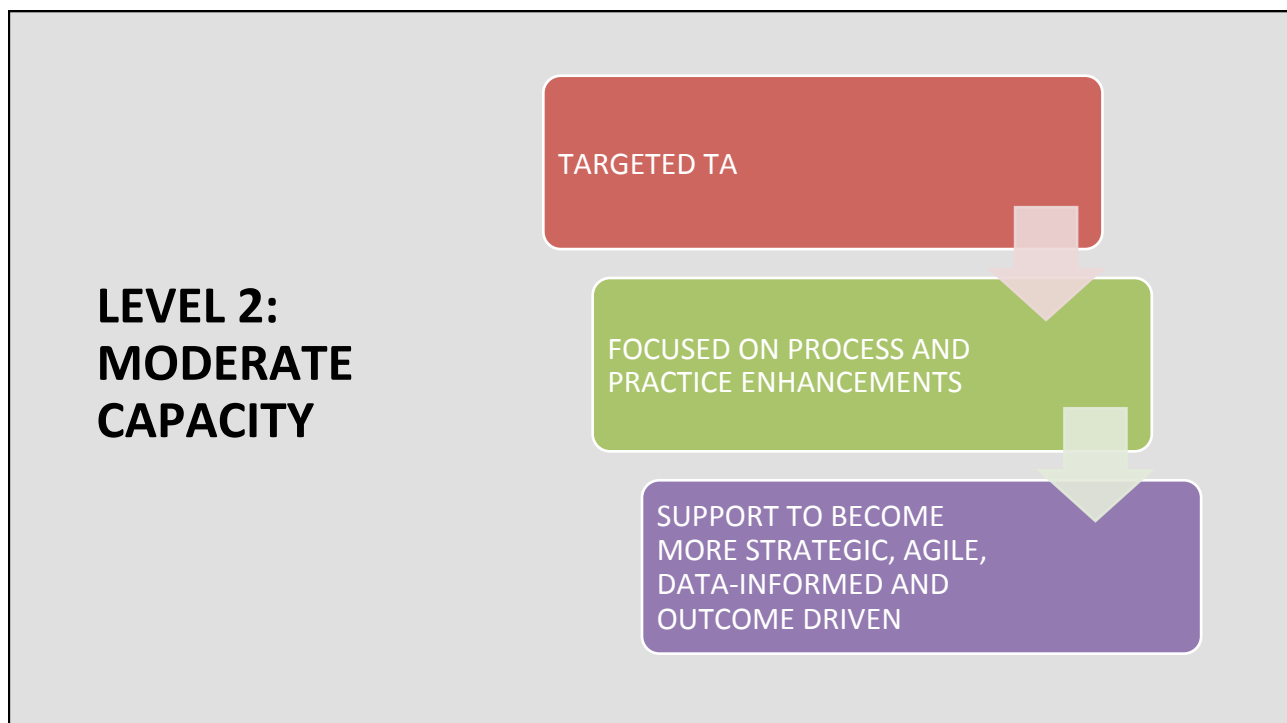 LEVEL 2:
MODERATE
CAPACITY
TARGETED TA
FOCUSED ON PROCESS AND
PRACTICE ENHANCEMENTS
SUPPORT TO BECOME
MORE STRATEGIC, AGILE,
DATA-INFORMED AND
OUTCOME DRIVEN